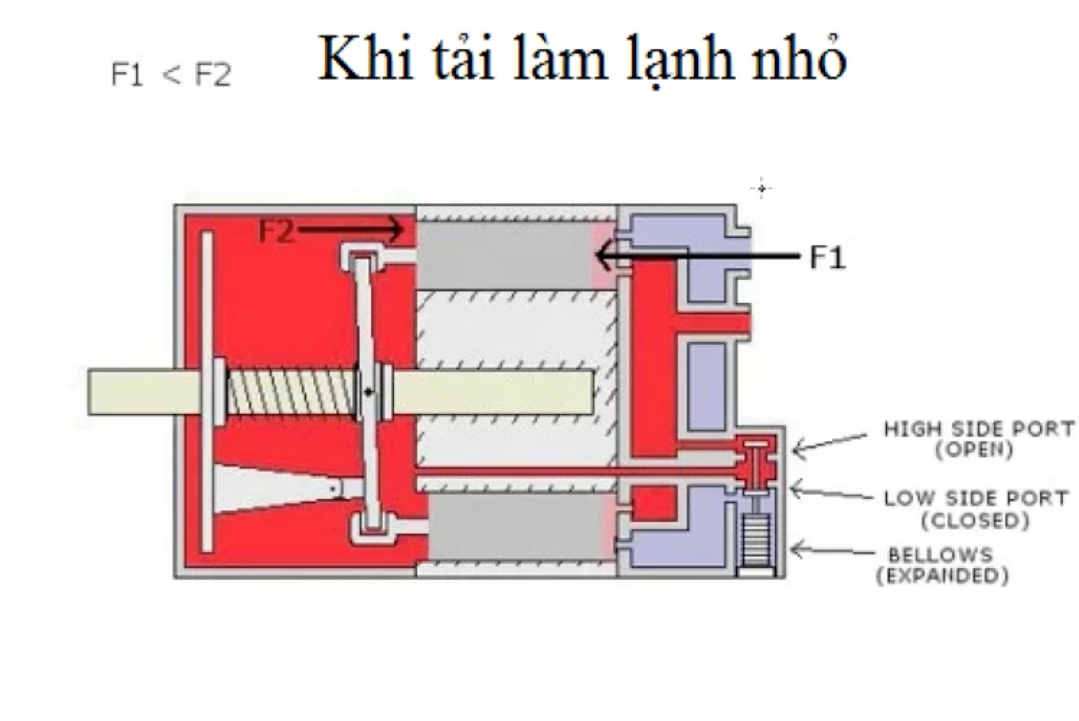 Khi tải làm lạnh nhỏ
F1 < F2
F2
F1
HIGH SIDE PORT
(OPEN)
LOW SIDE PORT
(CLOSED)
BELLOWS
(EXPANDED)